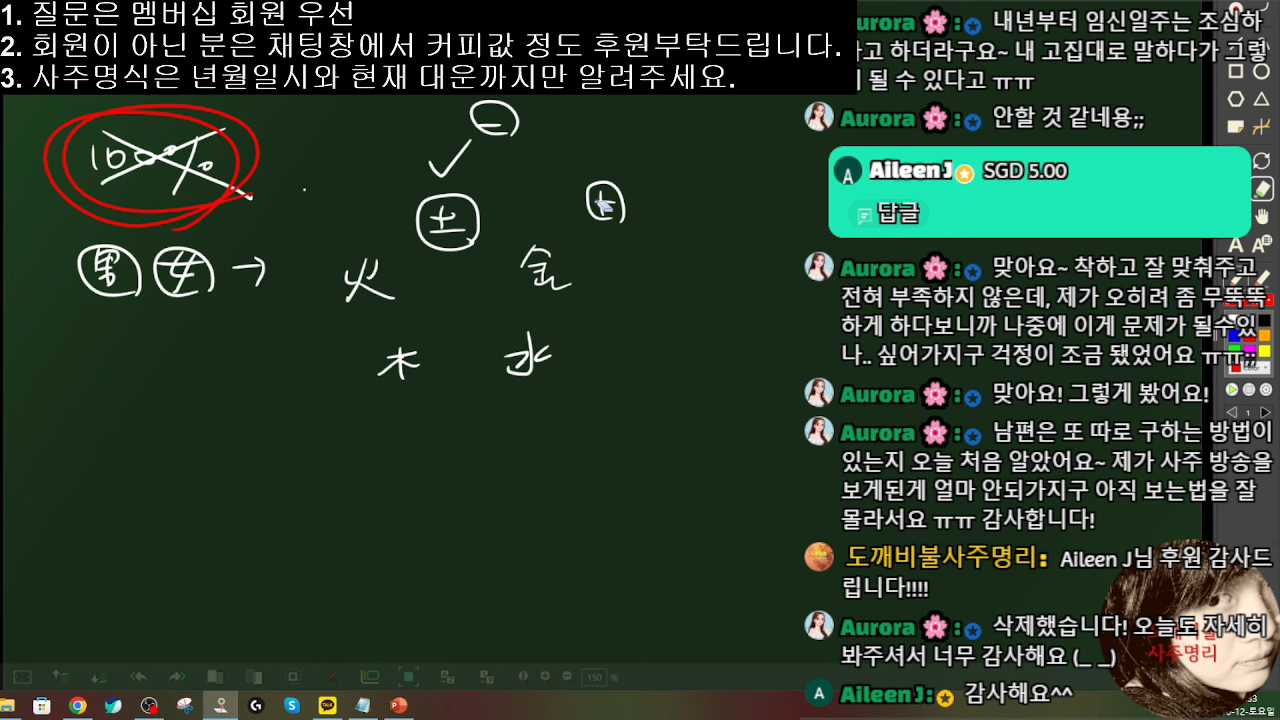 1. 질문은 멤버십 회원 우선
2. 회원이 아닌 분은 채팅창에서 커피값 정도 후원부탁드립니다.
3. 사주명식은 년월일시와 현재 대운까지만 알려주세요.
100%
土
男 女 → 火 金
木 水
Aurora🌸: 내년부터 임신일주는 조심하
고 하더라구요~ 내 고집대로 말하다가 그렇
될 수 있다고 ㅠㅠ
Aurora🌸: 안할 것 같네용;;
Aileen J SGD 5.00
답글
Aurora🌸: 맞아요~ 착하고 잘 맞춰주고
전혀 부족하지 않은데, 제가 오히려 좀 무뚝뚝
하게 하다보니까 나중에 이게 문제가 될수있
나.. 싶어가지구 걱정이 조금 됐었어요 ㅠㅠ;;
Aurora🌸: 맞아요! 그렇게 봤어요!
Aurora🌸: 남편은 또 따로 구하는 방법이
있는지 오늘 처음 알았어요~ 제가 사주 방송을
보게된게 얼마 안되가지구 아직 보는법을 잘
몰라서요 ㅠㅠ 감사합니다!
도깨비불사주명리: Aileen J님 후원 감사드
립니다!!!!
Aurora🌸: 삭제했습니다! 오늘도 자세히
봐주셔서 너무 감사해요 (_ _)
사주명리
Aileen J: 감사해요^^
150 %
-12-토요일